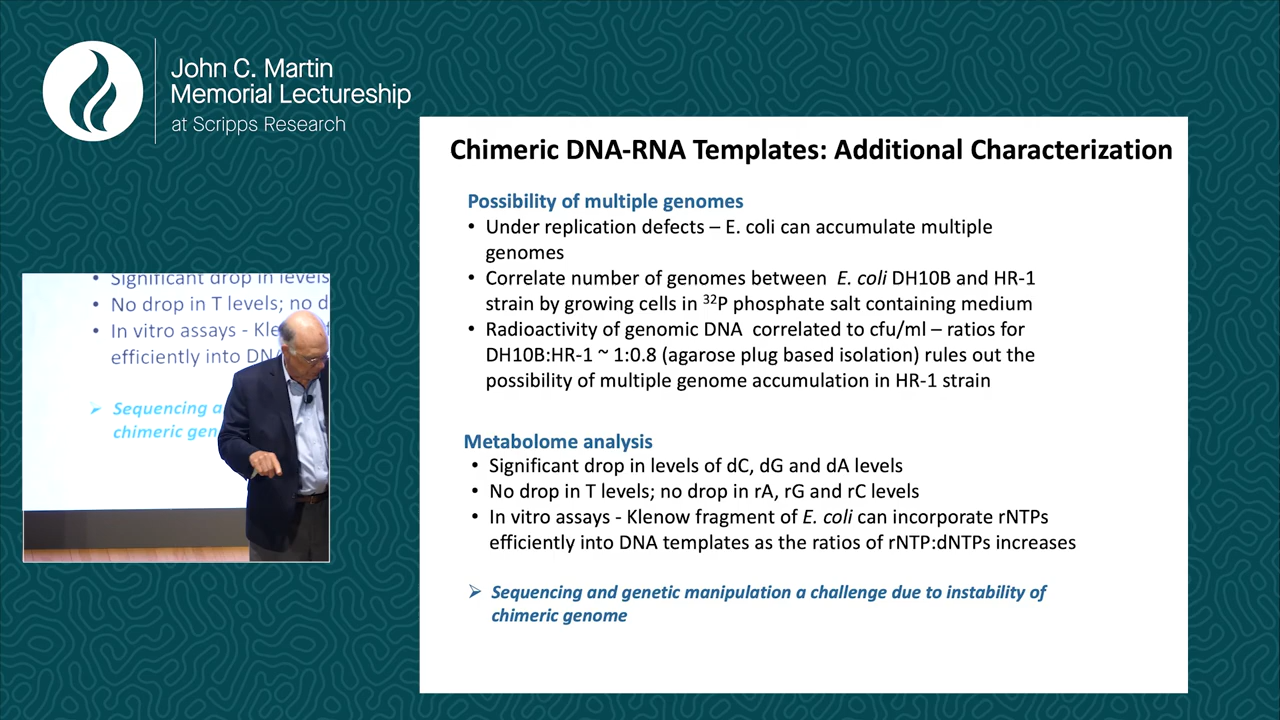 John C. Martin
Memorial Lectureship
at Scripps Research
Chimeric DNA-RNA Templates: Additional Characterization
Possibility of multiple genomes
• Under replication defects – E. coli can accumulate multiple
genomes
• Correlate number of genomes between E. coli DH10B and HR-1
strain by growing cells in ³²P phosphate salt containing medium
• Radioactivity of genomic DNA correlated to cfu/ml – ratios for
DH10B:HR-1 ~ 1:0.8 (agarose plug based isolation) rules out the
possibility of multiple genome accumulation in HR-1 strain
Metabolome analysis
• Significant drop in levels of dC, dG and dA levels
• No drop in T levels; no drop in rA, rG and rC levels
• In vitro assays - Klenow fragment of E. coli can incorporate rNTPs
efficiently into DNA templates as the ratios of rNTP:dNTPs increases
➢ Sequencing and genetic manipulation a challenge due to instability of
chimeric genome
• Significant drop in levels
• No drop in T levels; no d
• In vitro assays - Kle
efficiently into DN
➢ Sequencing a
chimeric gen